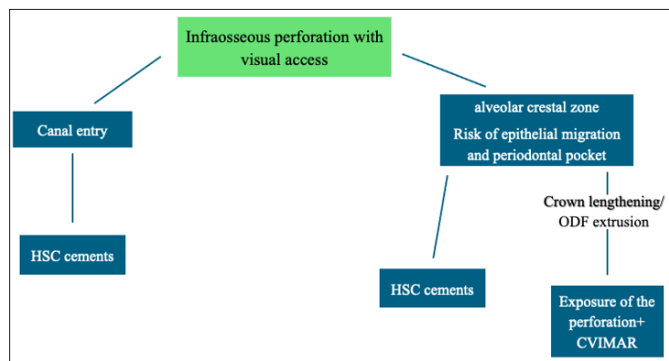 Infraosseous perforation with
visual access
Canal entry
alveolar crestal zone
Risk of epithelial migration
and periodontal pocket
Crown lengthening/
ODF extrusion
HSC cements
HSC cements
Exposure of the
perforation+
CVIMAR